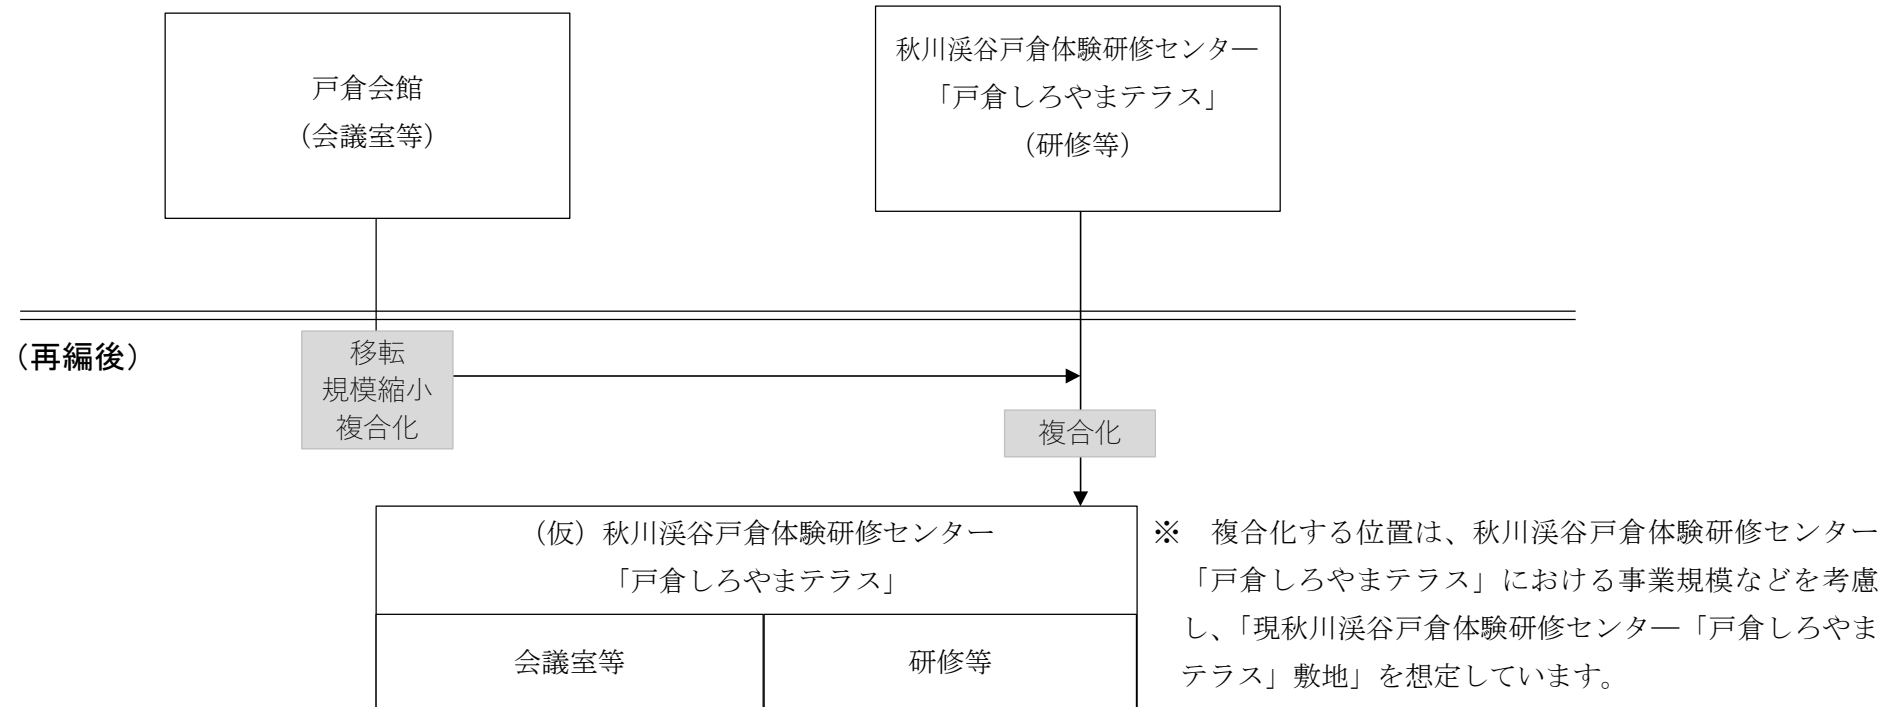 戸倉会館
（会議室等）
秋川渓谷戸倉体験研修センタ―
「戸倉しろやまテラス」
（研修等）
（再編後）
移転
規模縮小
複合化
複合化
（仮）秋川渓谷戸倉体験研修センター
「戸倉しろやまテラス」
会議室等
研修等
※　複合化する位置は、秋川渓谷戸倉体験研修センター
「戸倉しろやまテラス」における事業規模などを考慮
し、「現秋川渓谷戸倉体験研修センタ―「戸倉しろやま
テラス」敷地」を想定しています。